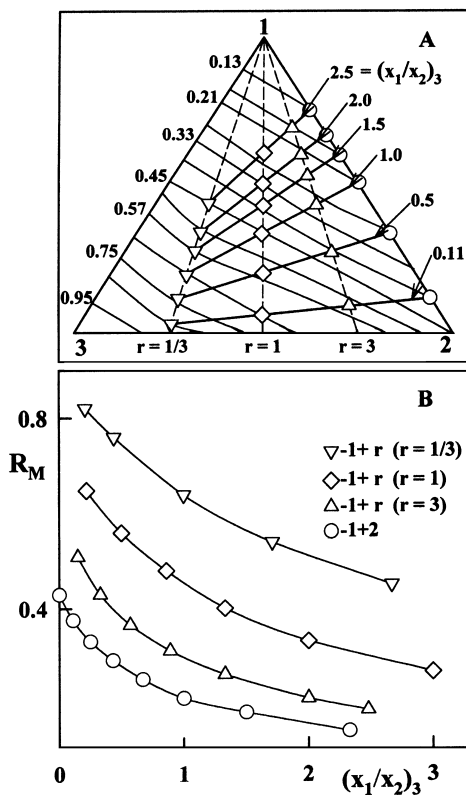 1
A
0.13
2.5 = (x₁/x₂)₃
0.21
2.0
0.33
1.5
0.45
1.0
0.57
0.5
0.75
0.11
0.95
3
r = 1/3
r = 1
r = 3
2
B
0.8
R_M
-1+ r (r = 1/3)
-1+ r (r = 1)
-1+ r (r = 3)
-1+2
0.4
0
1
2
3
(x₁/x₂)₃